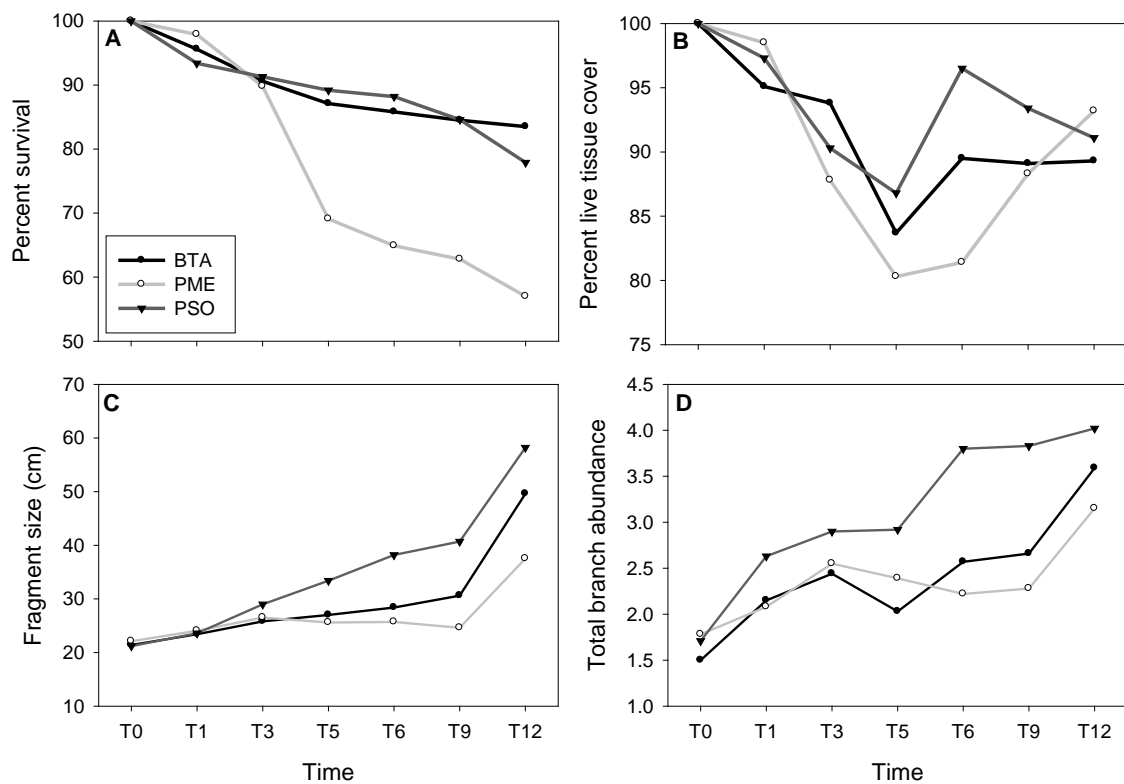 A
Percent survival
100
90
80
70
60
50
BTA
PME
PSO
B
Percent live tissue cover
100
95
90
85
80
75
C
Fragment size (cm)
70
60
50
40
30
20
10
T0 T1 T3 T5 T6 T9 T12
Time
D
Total branch abundance
4.5
4.0
3.5
3.0
2.5
2.0
1.5
1.0
T0 T1 T3 T5 T6 T9 T12
Time